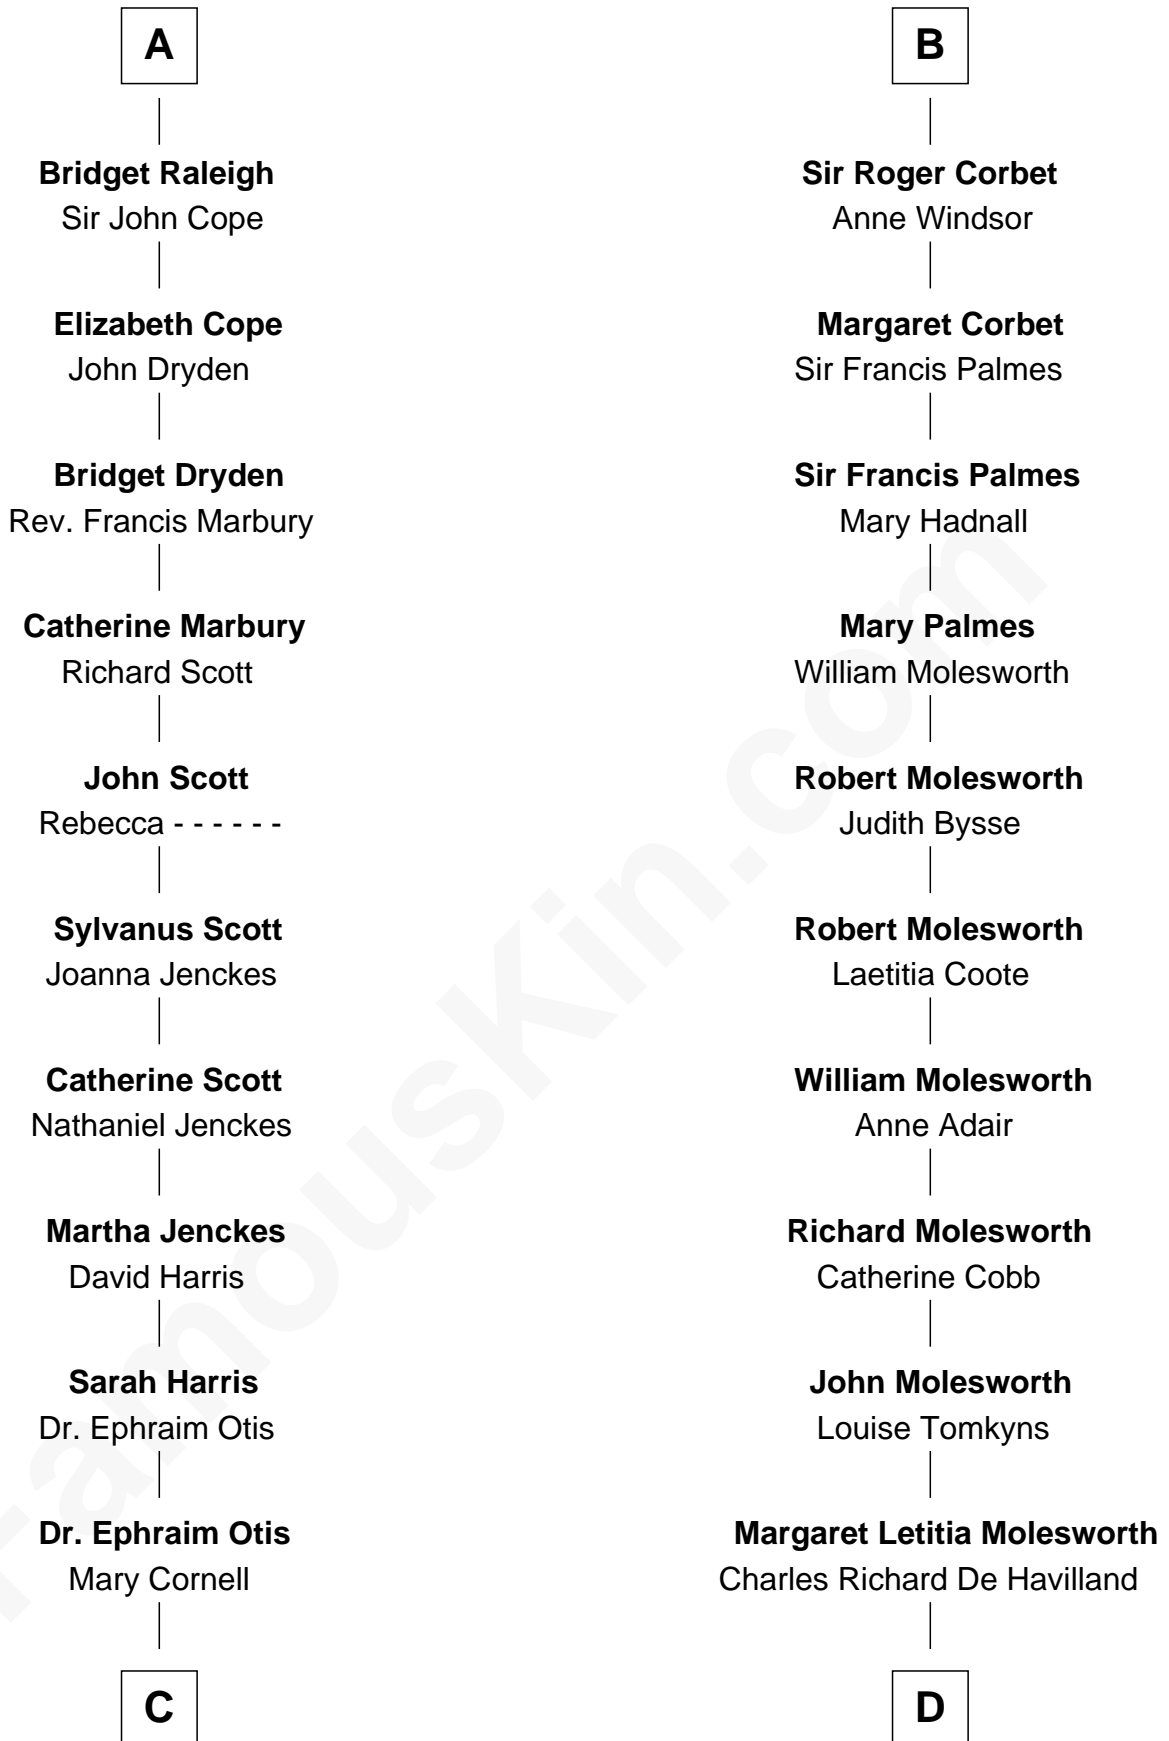 A
Bridget Raleigh
Sir John Cope
Elizabeth Cope
John Dryden
Bridget Dryden
Rev. Francis Marbury
Catherine Marbury
Richard Scott
John Scott
Rebecca - - - - - -
Sylvanus Scott
Joanna Jenckes
Catherine Scott
Nathaniel Jenckes
Martha Jenckes
David Harris
Sarah Harris
Dr. Ephraim Otis
Dr. Ephraim Otis
Mary Cornell
C
B
Sir Roger Corbet
Anne Windsor
Margaret Corbet
Sir Francis Palmes
Sir Francis Palmes
Mary Hadnall
Mary Palmes
William Molesworth
Robert Molesworth
Judith Bysse
Robert Molesworth
Laetitia Coote
William Molesworth
Anne Adair
Richard Molesworth
Catherine Cobb
John Molesworth
Louise Tomkyns
Margaret Letitia Molesworth
Charles Richard De Havilland
D
FamousKin.com